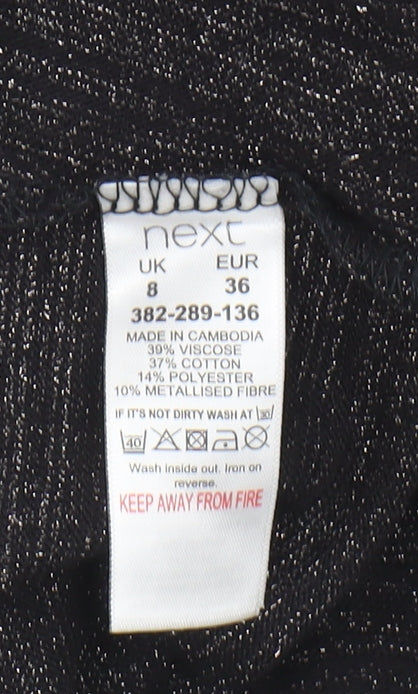 next
UK EUR
8 36
382-289-136
MADE IN CAMBODIA
39% VISCOSE
37% COTTON
14% POLYESTER
10% METALLISED FIBRE
IF IT'S NOT DIRTY WASH AT 30
40
Wash inside out. Iron on
reverse.
KEEP AWAY FROM FIRE